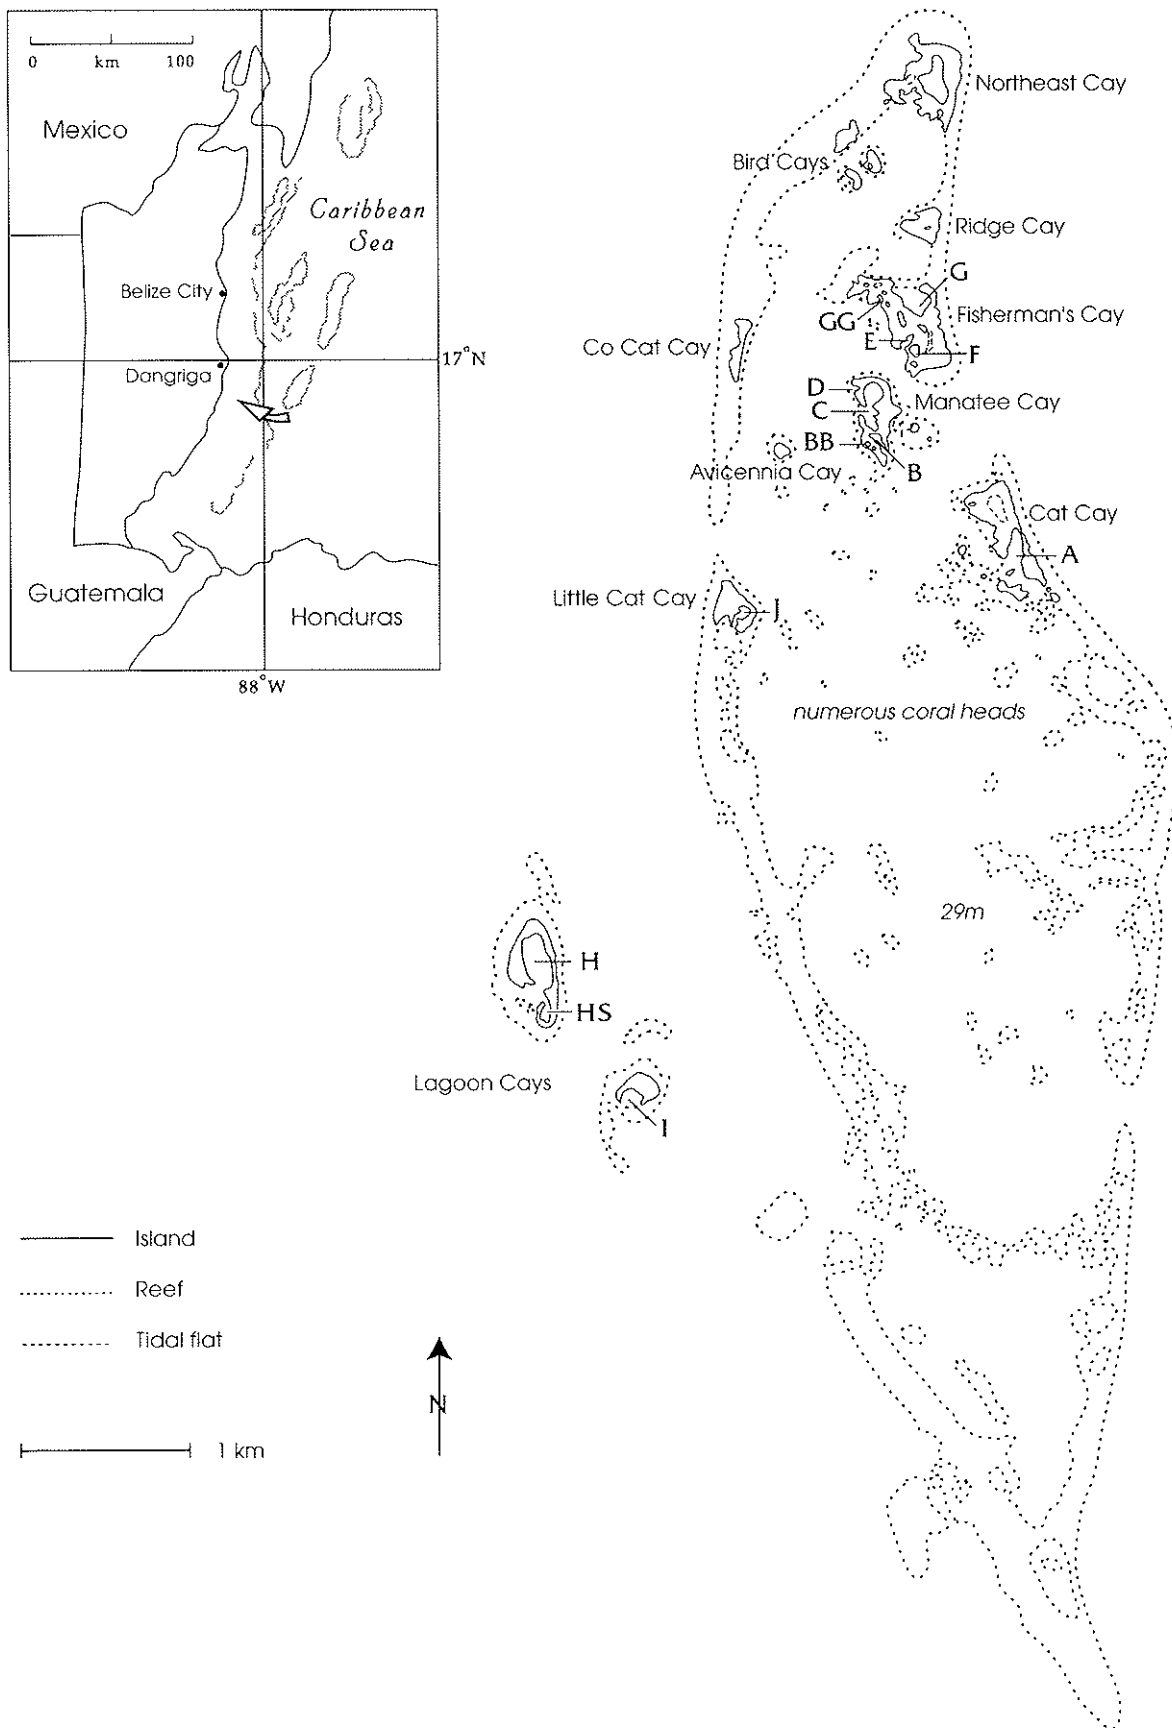 0 km 100
Mexico
Caribbean
Sea
Belize City
17°N
Dangriga
Guatemala
Honduras
88°W
Northeast Cay
Bird Cays
Ridge Cay
G
GG
Fisherman's Cay
E
F
Co Cat Cay
D
Manatee Cay
C
BB
B
Avicennia Cay
Cat Cay
A
Little Cat Cay
J
numerous coral heads
29m
H
HS
Lagoon Cays
I
Island
Reef
Tidal flat
N
1 km